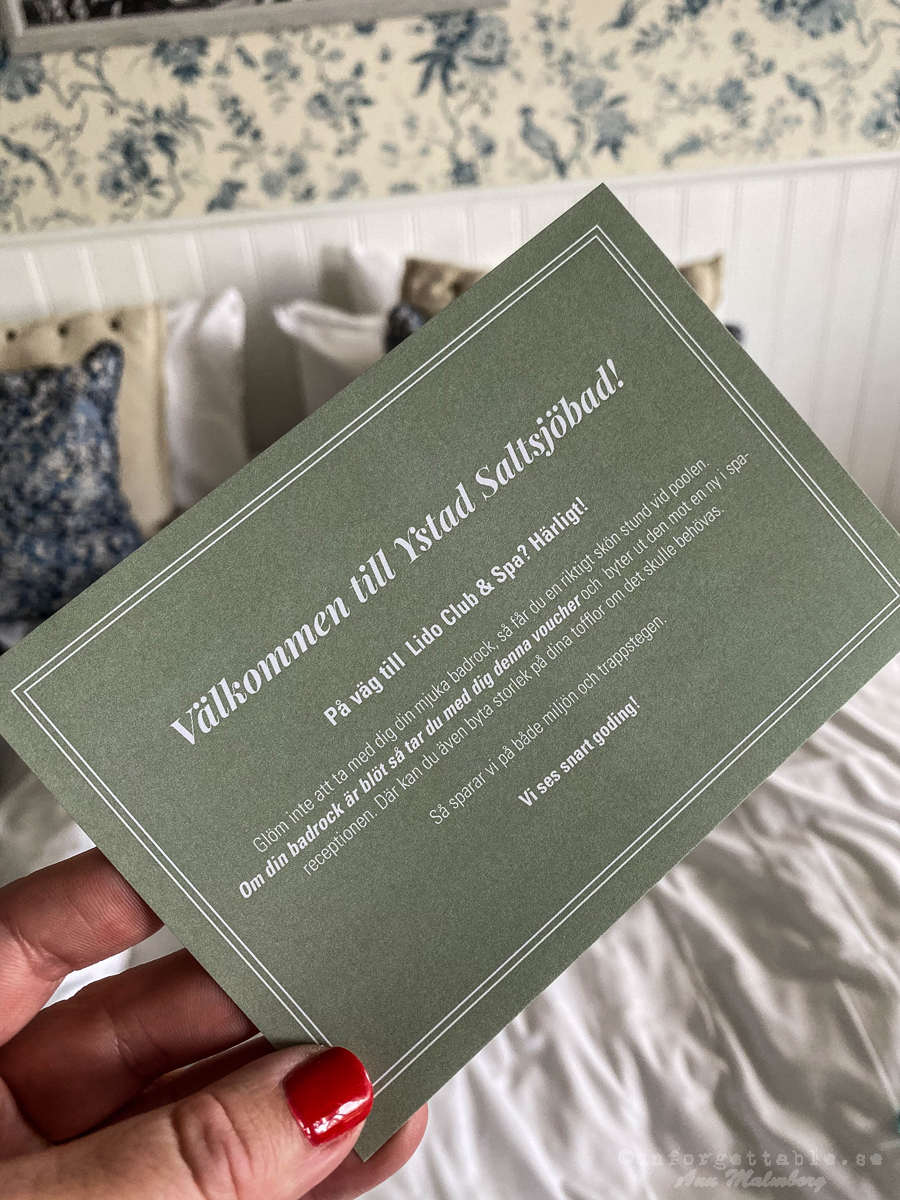 Välkommen till Ystad Saltsjöbad!
På väg till Lido Club & Spa? Härligt!
Glöm inte att ta med dig din mjuka badrock, så får du en riktigt skön stund vid poolen.
Om din badrock är blöt så tar du med dig denna voucher och byter ut den mot en ny i spa-
receptionen. Där kan du även byta storlek på dina tofflor om det skulle behövas.
Så sparar vi på både miljön och trappstegen.
Vi ses snart goding!
©unforgettable.se
Ann Malmborg